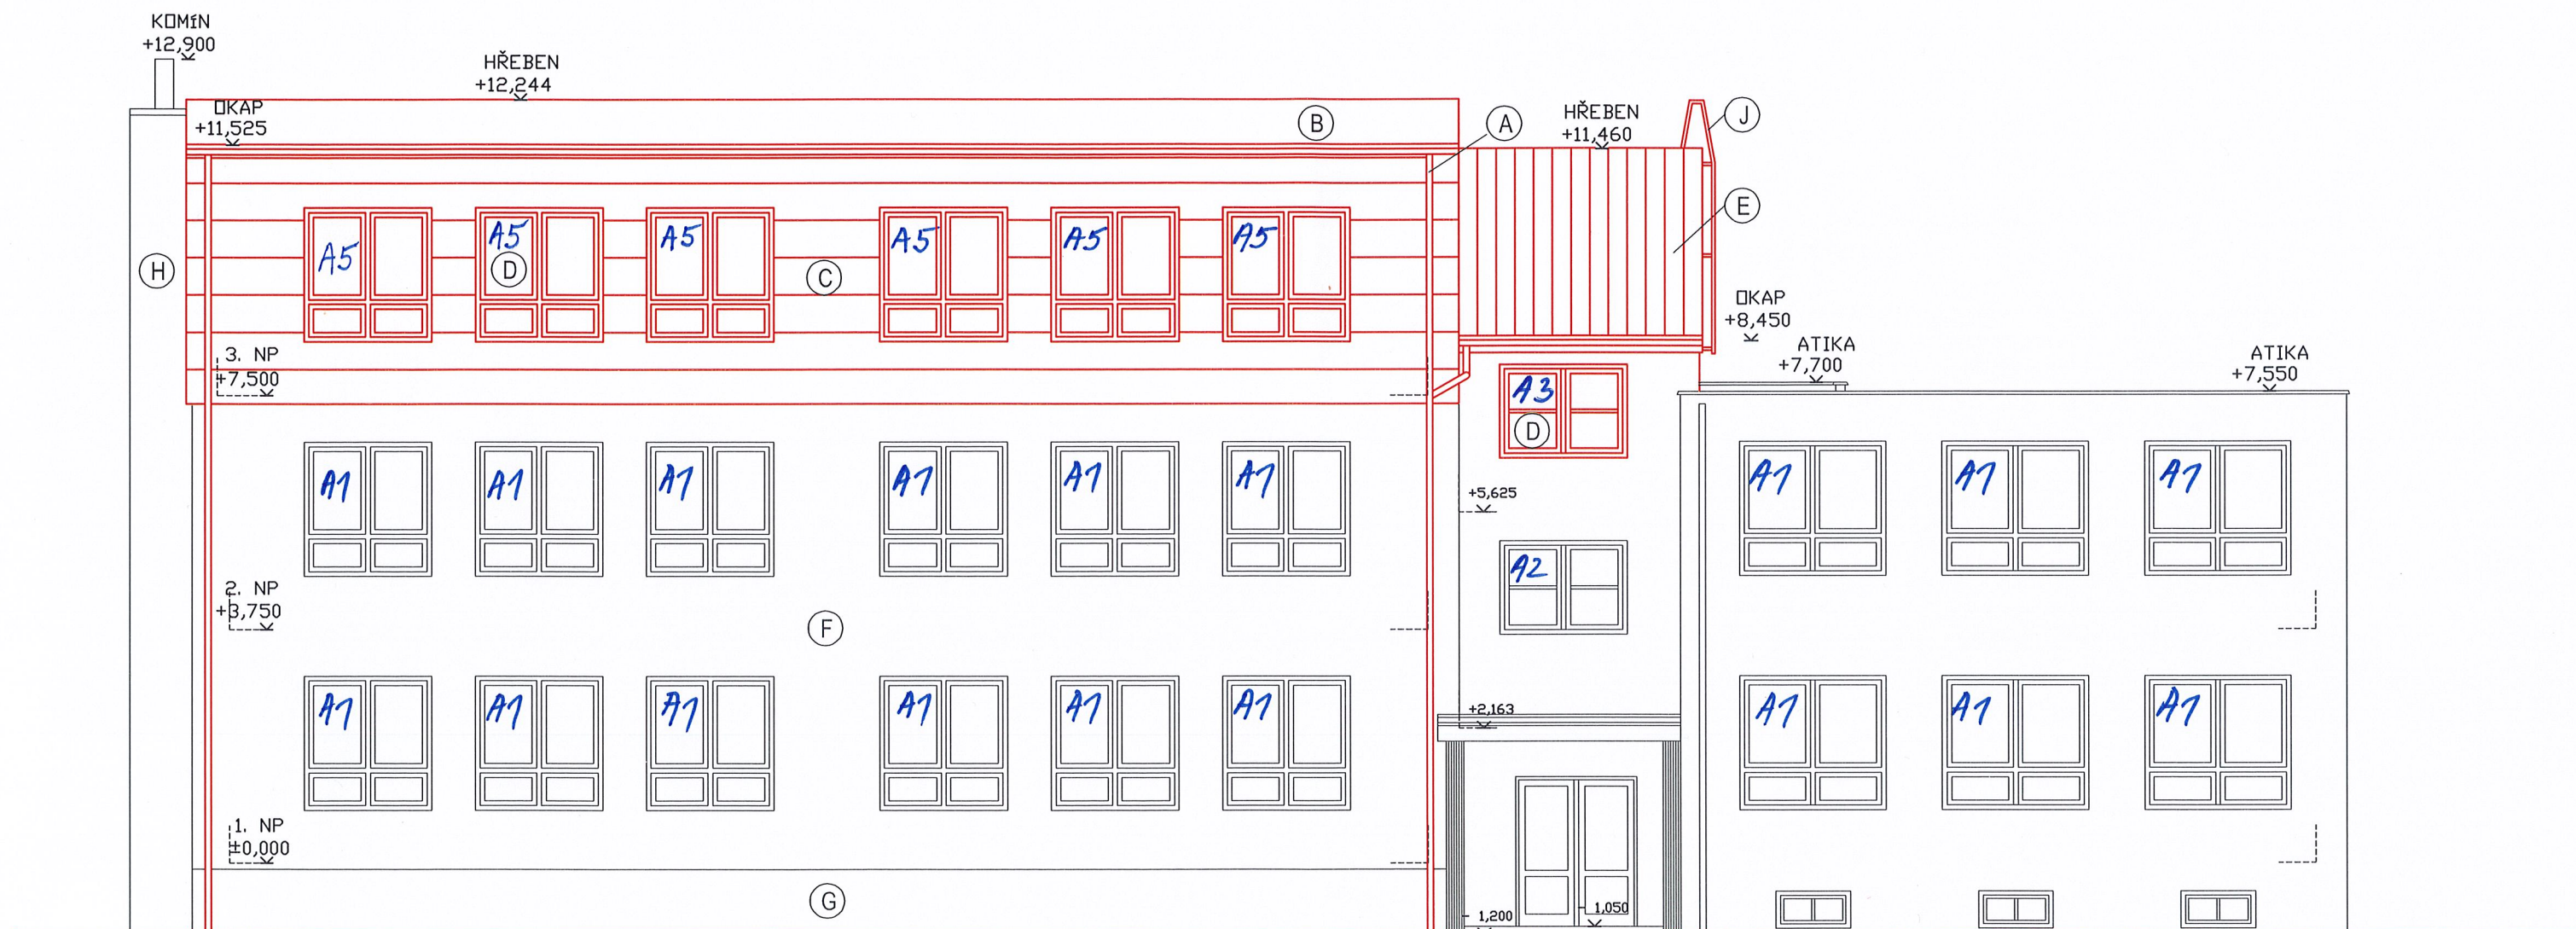 KOMíN
+12,900
HŘEBEN
+12,244
OKAP
+11,525
B
A
HŘEBEN
+11,460
J
E
H
A5
A5
A5
A5
A5
A5
D
C
OKAP
+8,450
ATIKA
+7,700
ATIKA
+7,550
3. NP
+7,500
A3
D
A1
A1
A1
A1
A1
A1
+5,625
A1
A1
A1
A2
2. NP
+3,750
F
A1
A1
A1
A1
A1
A1
+2,163
A1
A1
A1
1. NP
±0,000
G
1,200
1,050